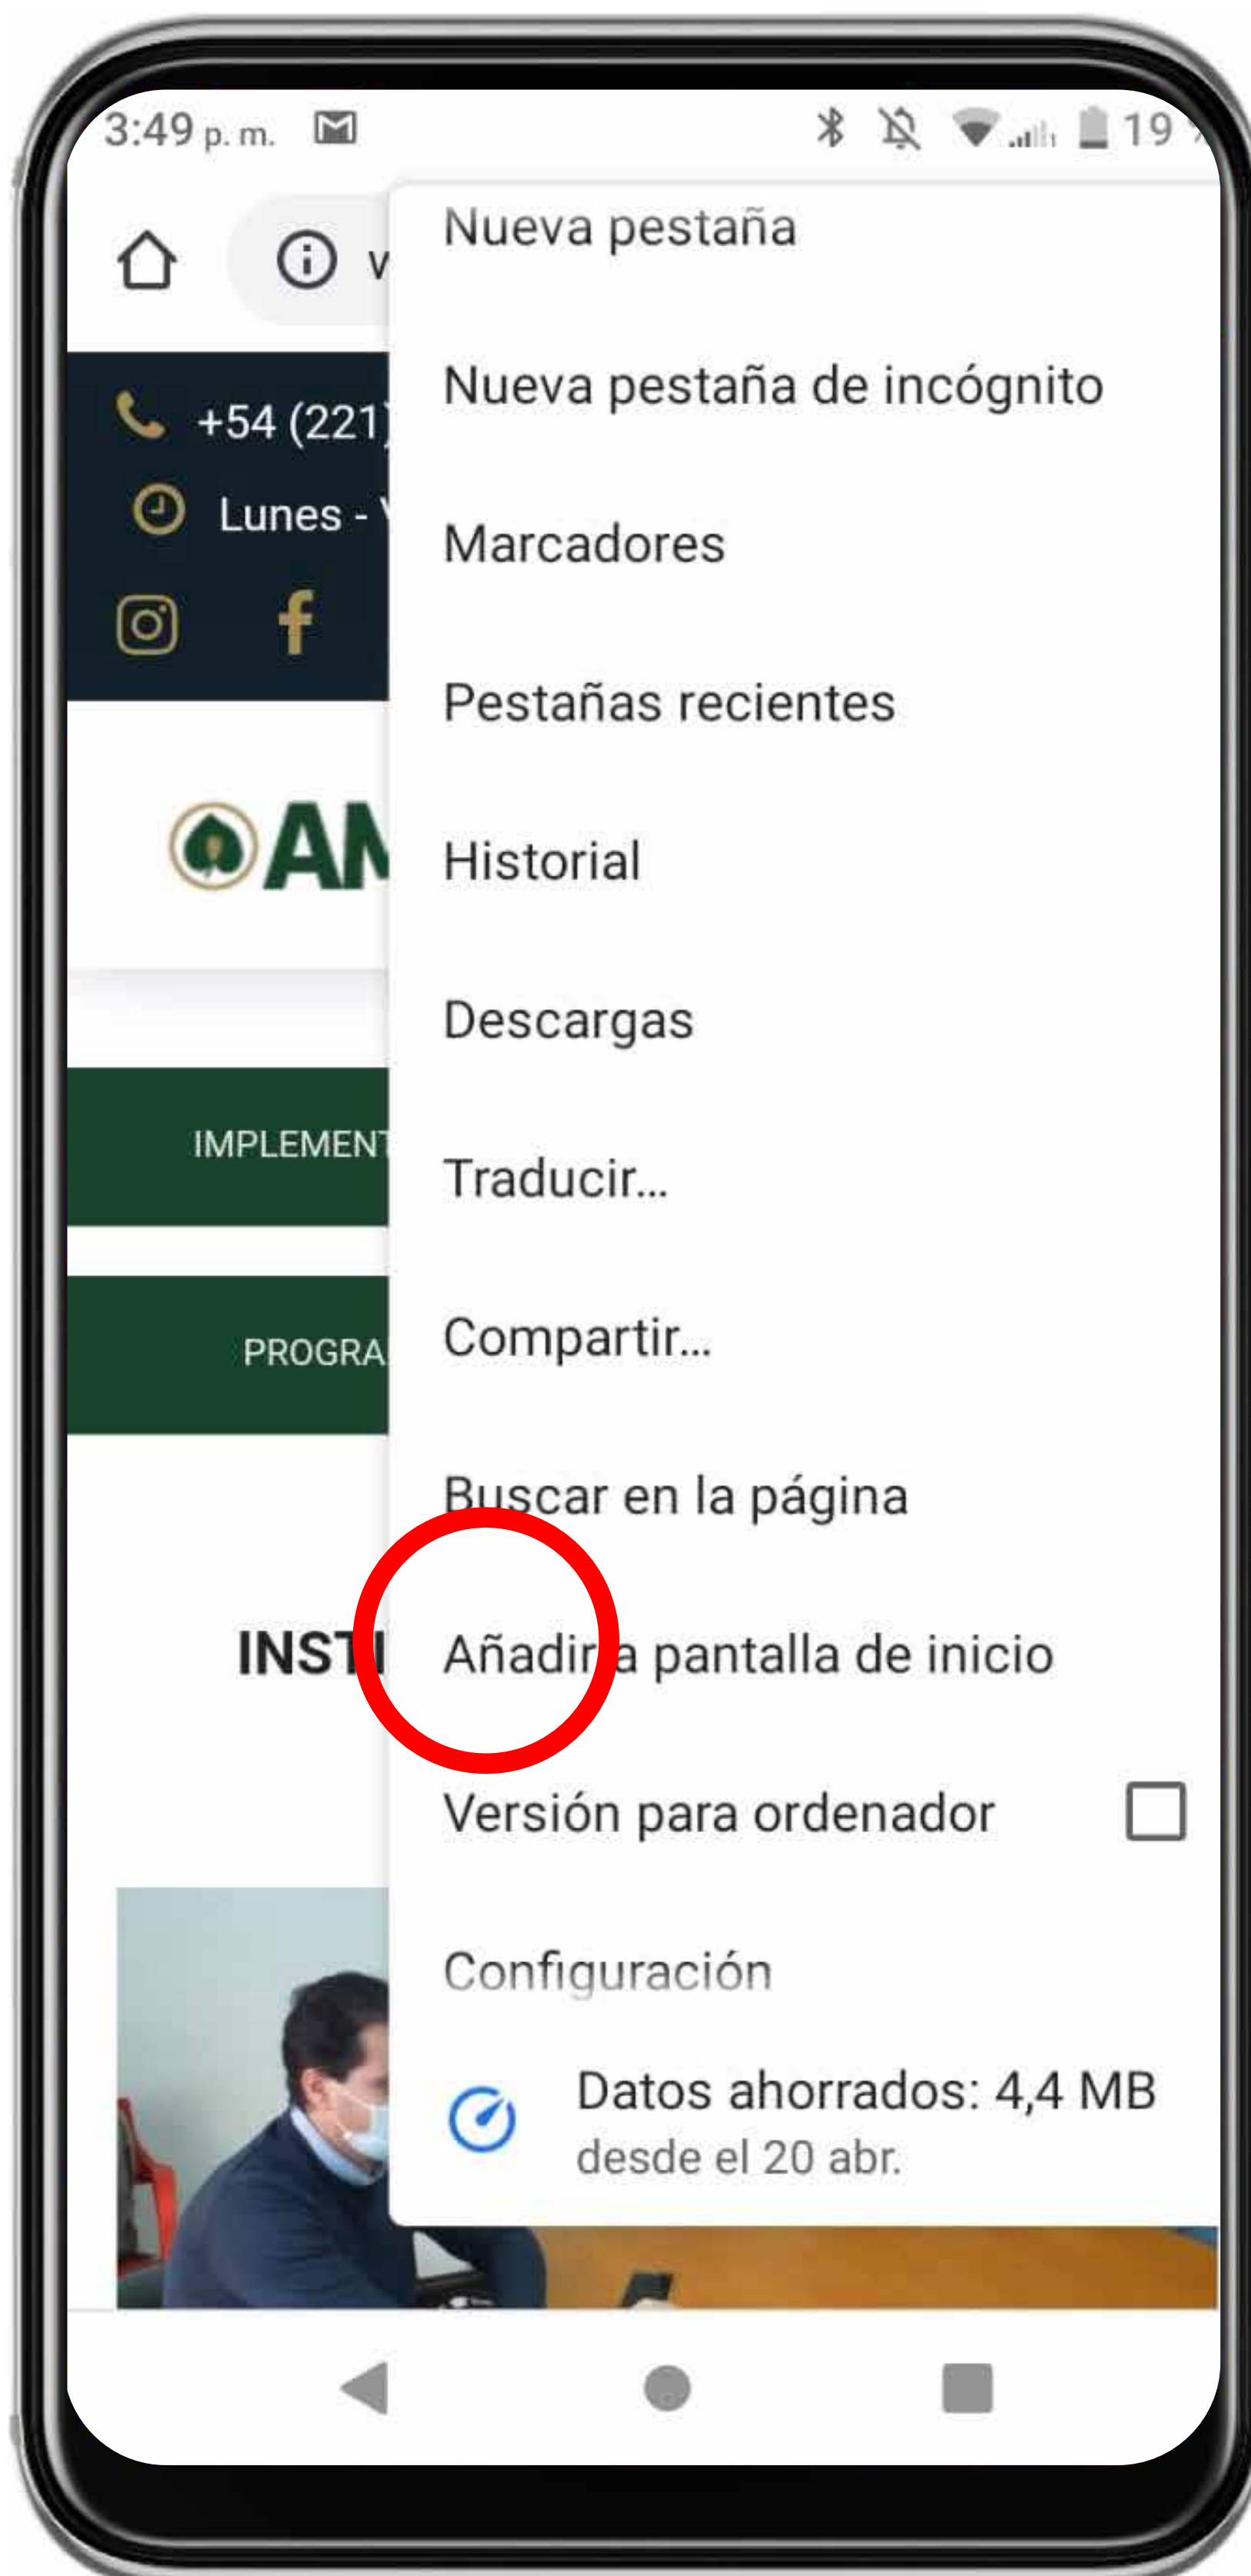 3:49 p. m.
19
Nueva pestaña
Nueva pestaña de incógnito
+54 (221)
Lunes -
Marcadores
Pestañas recientes
Historial
Descargas
IMPLEMENT
Traducir...
PROGRA
Compartir...
Buscar en la página
INSTI
Añadir a pantalla de inicio
Versión para ordenador
Configuración
Datos ahorrados: 4,4 MB
desde el 20 abr.